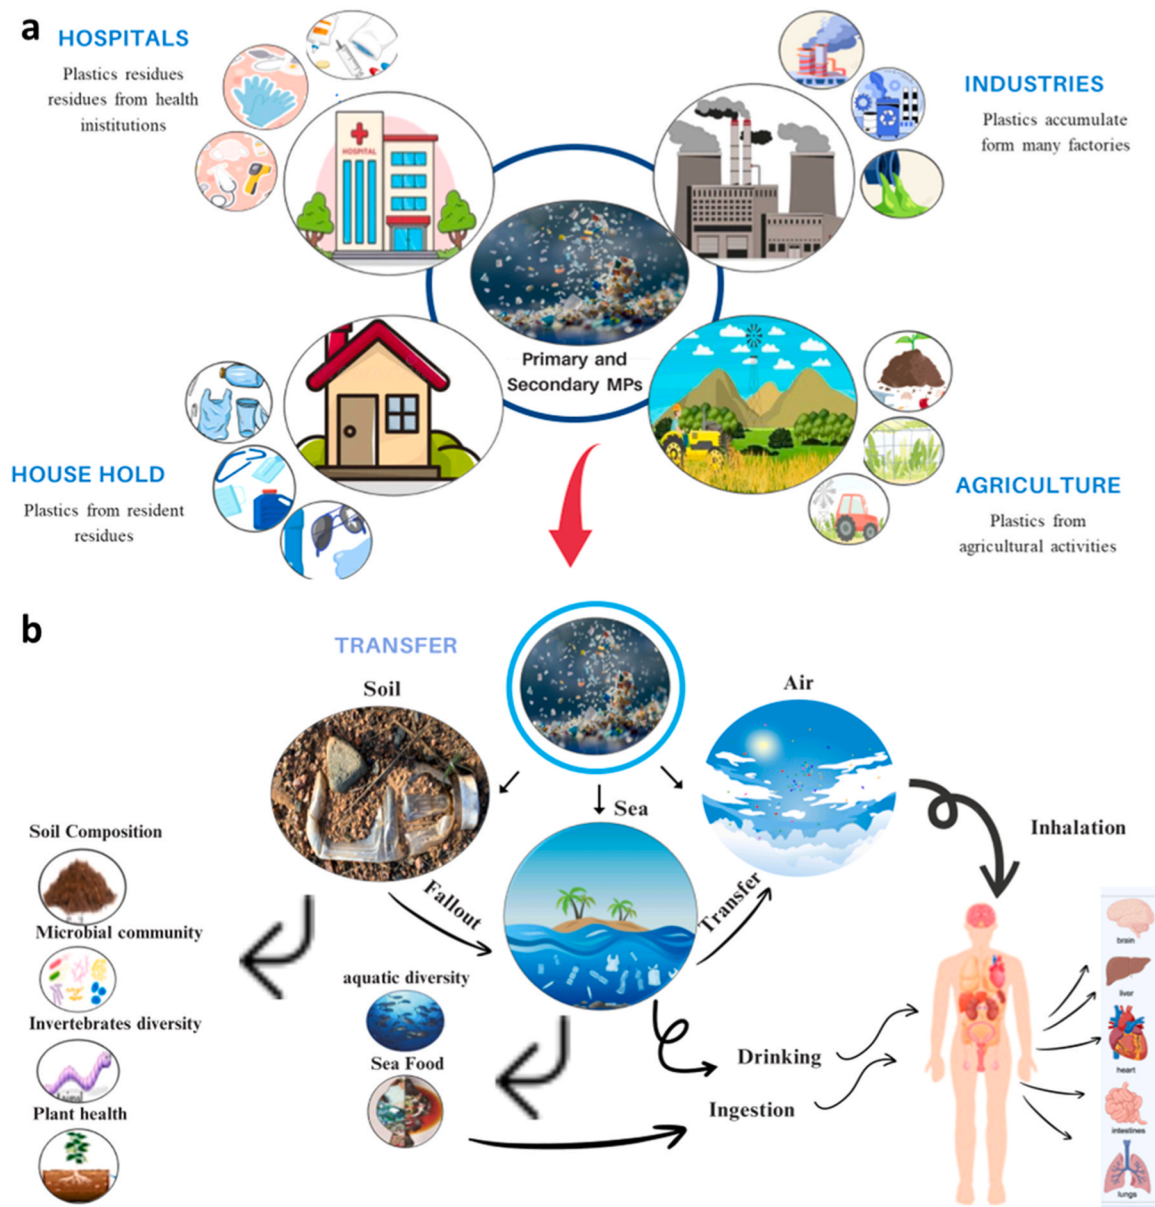 a
HOSPITALS
Plastics residues
residues from health
inistitutions
HOSPITAL
INDUSTRIES
Plastics accumulate
form many factories
Primary and
Secondary MPs
HOUSE HOLD
Plastics from resident
residues
AGRICULTURE
Plastics from
agricultural activities
b
TRANSFER
Soil
Air
Sea
Fallout
Transfer
Inhalation
Soil Composition
Microbial community
Invertebrates diversity
Animal
Plant health
aquatic diversity
Sea Food
Drinking
Ingestion
brain
liver
heart
intestines
lungs